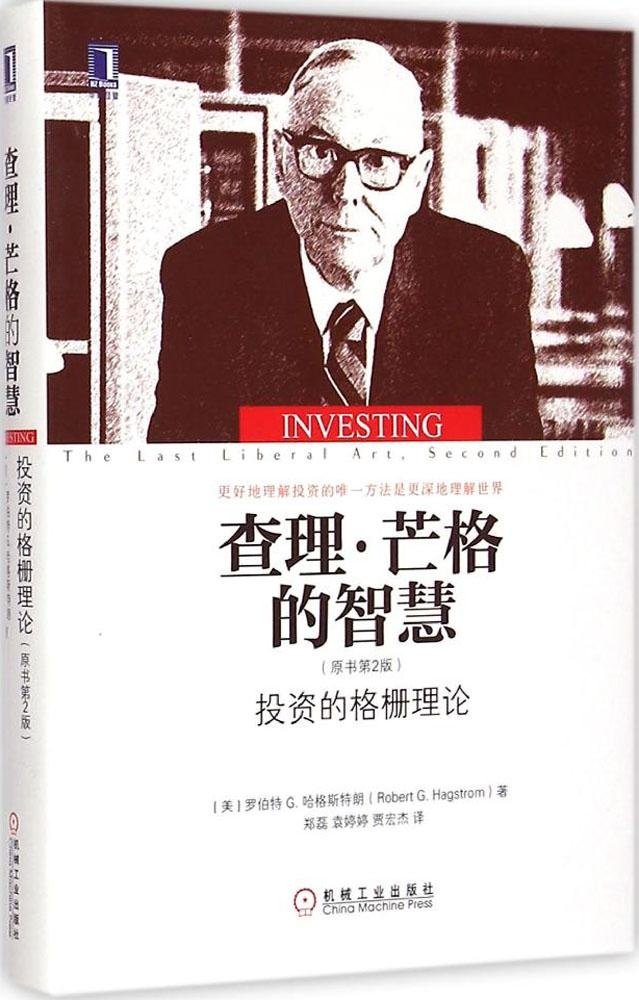 HZ Books
查理·芒格的智慧
INVESTING
投资的格栅理论
(原书第2版)
机械工业出版社
INVESTING
The Last Liberal Art, Second Edition
更好地理解投资的唯一方法是更深地理解世界
查理·芒格
的智慧
(原书第2版)
投资的格栅理论
[美]罗伯特 G. 哈格斯特朗(Robert G. Hagstrom)著
郑磊 袁婷婷 贾宏杰 译
机械工业出版社
China Machine Press